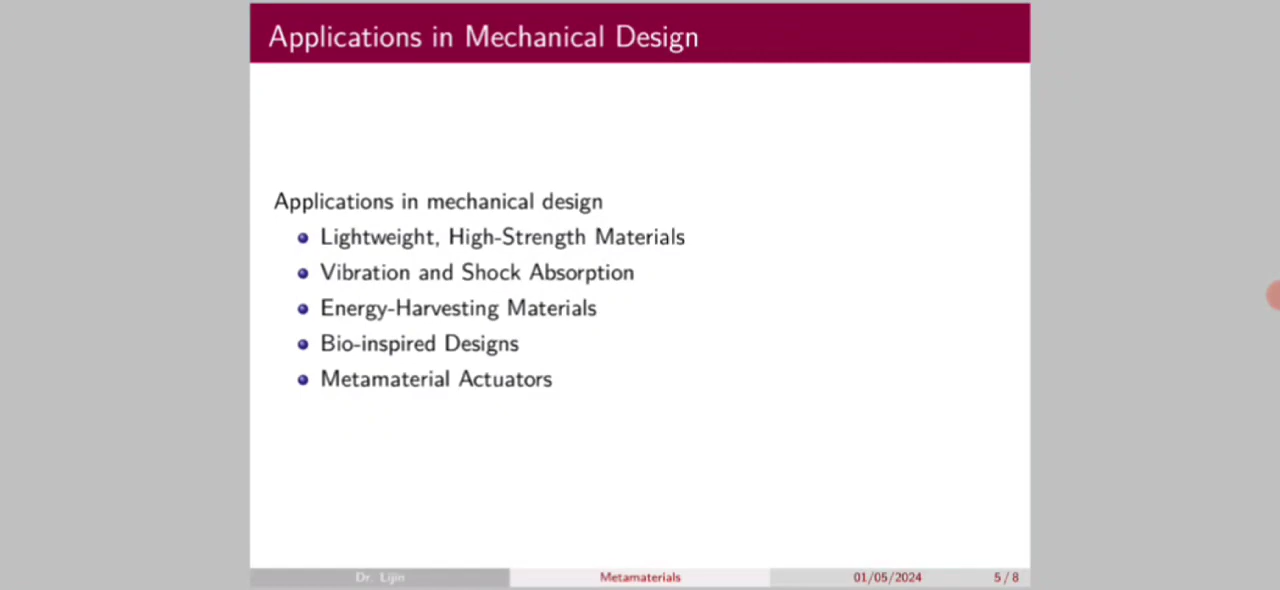 Applications in Mechanical Design
Applications in mechanical design
Lightweight, High-Strength Materials
Vibration and Shock Absorption
Energy-Harvesting Materials
Bio-inspired Designs
Metamaterial Actuators
Dr. Lijin Metamaterials 01/05/2024 5 / 8